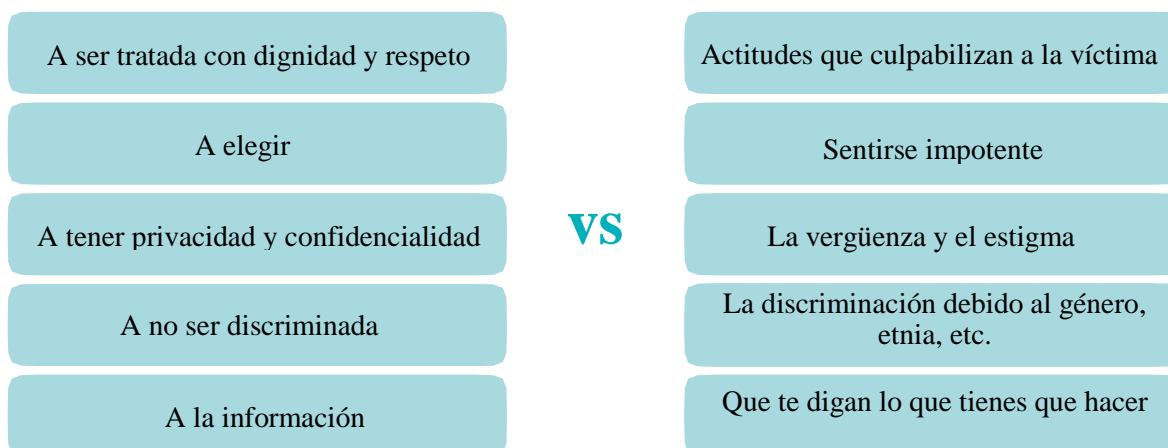 A ser tratada con dignidad y respeto
A elegir
A tener privacidad y confidencialidad
A no ser discriminada
A la información
vs
Actitudes que culpabilizan a la víctima
Sentirse impotente
La vergüenza y el estigma
La discriminación debido al género,
etnia, etc.
Que te digan lo que tienes que hacer